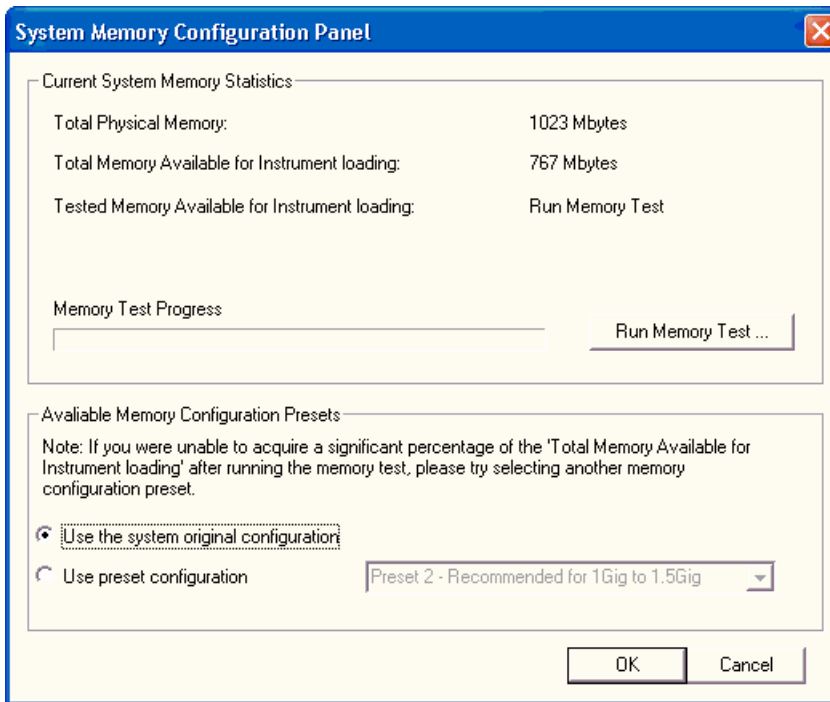 System Memory Configuration Panel
Current System Memory Statistics
Total Physical Memory: 1023 Mbytes
Total Memory Available for Instrument loading: 767 Mbytes
Tested Memory Available for Instrument loading: Run Memory Test
Memory Test Progress
Run Memory Test ...
Avaliable Memory Configuration Presets
Note: If you were unable to acquire a significant percentage of the 'Total Memory Available for
Instrument loading' after running the memory test, please try selecting another memory
configuration preset.
Use the system original configuration
Use preset configuration Preset 2 - Recommended for 1Gig to 1.5Gig
OK Cancel